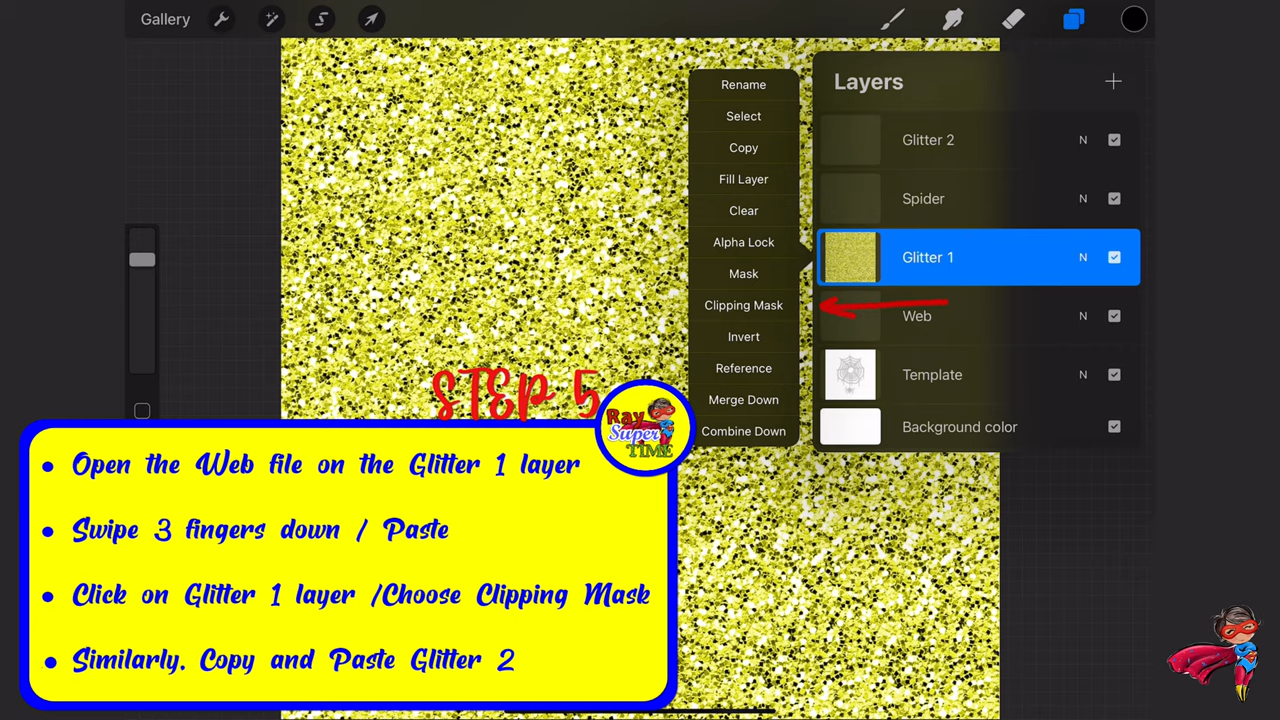 Gallery
Layers
Rename
Select
Copy
Fill Layer
Clear
Alpha Lock
Mask
Clipping Mask
Invert
Reference
Merge Down
Combine Down
Glitter 2 N
Spider N
Glitter 1 N
Web N
Template N
Background color
STEP 5
Ray
Super
TIME
• Open the Web file on the Glitter 1 layer
• Swipe 3 fingers down / Paste
• Click on Glitter 1 layer /Choose Clipping Mask
• Similarly. Copy and Paste Glitter 2